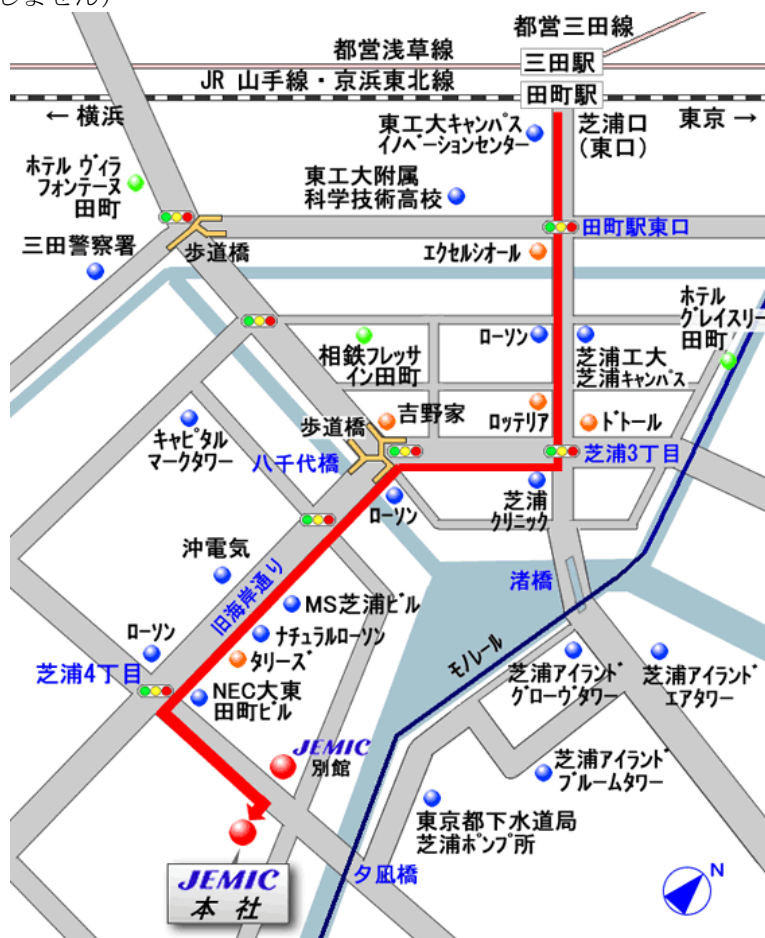 しません）
都営三田線
都営浅草線
三田駅
JR 山手線・京浜東北線
田町駅
← 横浜
東工大キャンパス
イノベーションセンター
芝浦口
（東口）
東京 →
ホテル ヴィラ
フォンテーヌ
田町
東工大附属
科学技術高校
田町駅東口
三田警察署
歩道橋
エクセルシオール
ホテル
グレイスリー
田町
相鉄フレッサ
イン田町
ローソン
芝浦工大
芝浦キャンパス
歩道橋
吉野家
ロッテリア
ドトール
キャピタル
マークタワー
八千代橋
芝浦3丁目
ローソン
芝浦
クリニック
沖電気
旧海岸通り
渚橋
MS芝浦ビル
ローソン
ナチュラルローソン
タリーズ
モノレール
芝浦アイランド
グローヴタワー
芝浦アイランド
エアタワー
芝浦4丁目
NEC大東
田町ビル
JEMIC
別館
芝浦アイランド
ブルームタワー
東京都下水道局
芝浦ポンプ所
夕凪橋
JEMIC
本 社
N